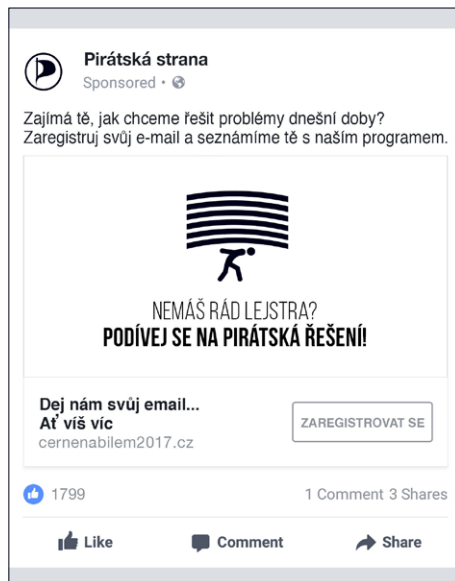 Pirátská strana
Sponsored •
Zajímá tě, jak chceme řešit problémy dnešní doby?
Zaregistruj svůj e-mail a seznámíme tě s naším programem.
NEMÁŠ RÁD LEJSTRA?
PODÍVEJ SE NA PIRÁTSKÁ ŘEŠENÍ!
Dej nám svůj email...
Ať víš víc
cernenabilem2017.cz
ZAREGISTROVAT SE
1799
1 Comment 3 Shares
Like Comment Share